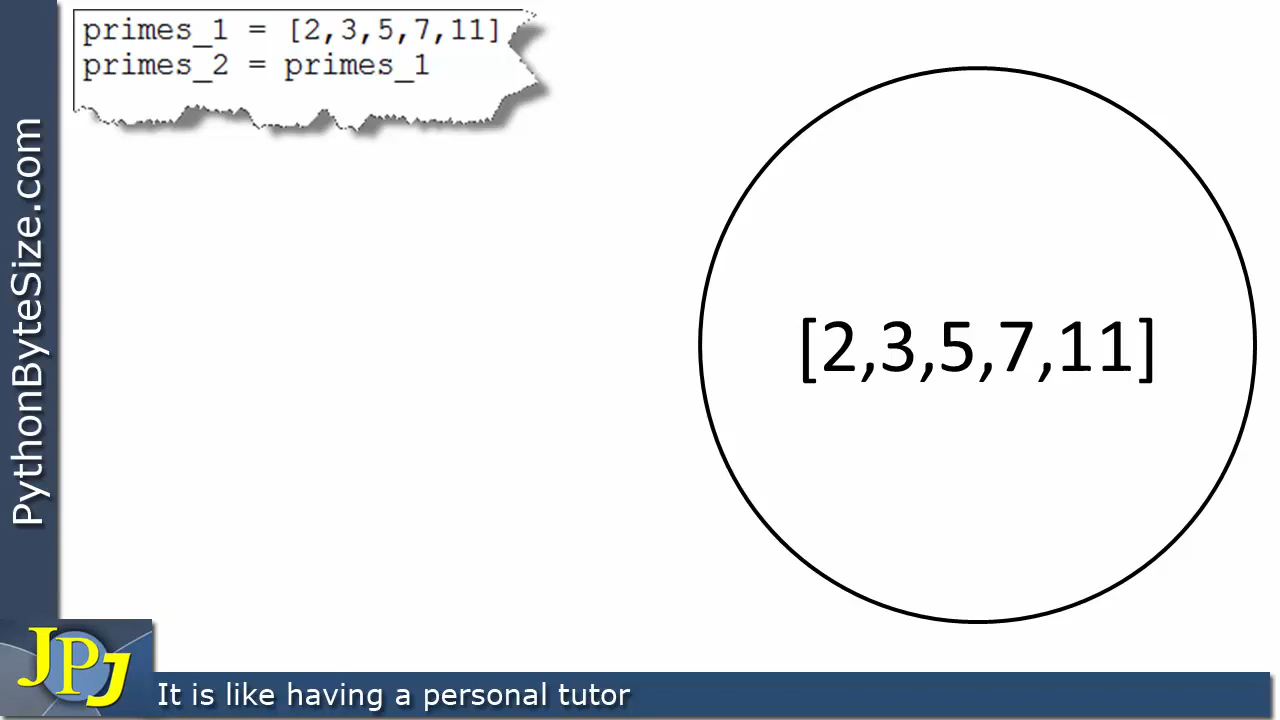 primes_1 = [2,3,5,7,11]
primes_2 = primes_1
[2,3,5,7,11]
PythonByteSize.com
JPJ
It is like having a personal tutor